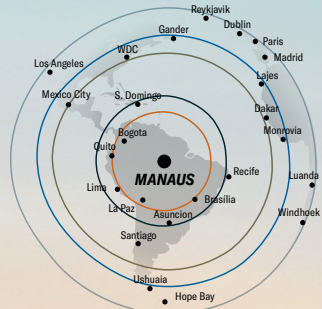 Reykjavik
Dublin
Gander
Paris
WDC
Madrid
Los Angeles
Lajes
Mexico City
S. Domingo
Dakar
Bogota
Monrovia
Quito
MANAUS
Recife
Lima
Luanda
La Paz
Brasília
Asuncion
Windhoek
Santiago
Ushuaia
Hope Bay